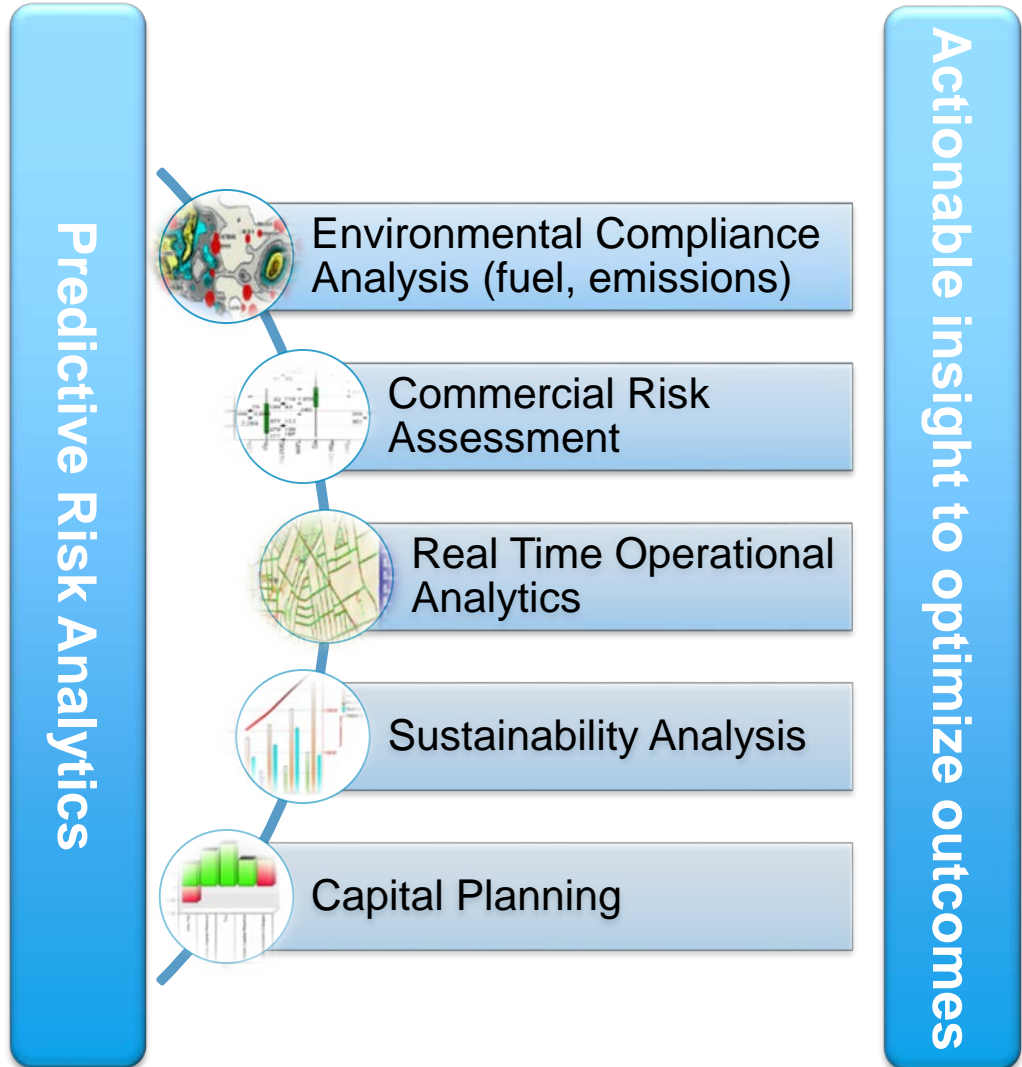 Predictive Risk Analytics
Environmental Compliance
Analysis (fuel, emissions)
Commercial Risk
Assessment
Real Time Operational
Analytics
Sustainability Analysis
Capital Planning
Actionable insight to optimize outcomes